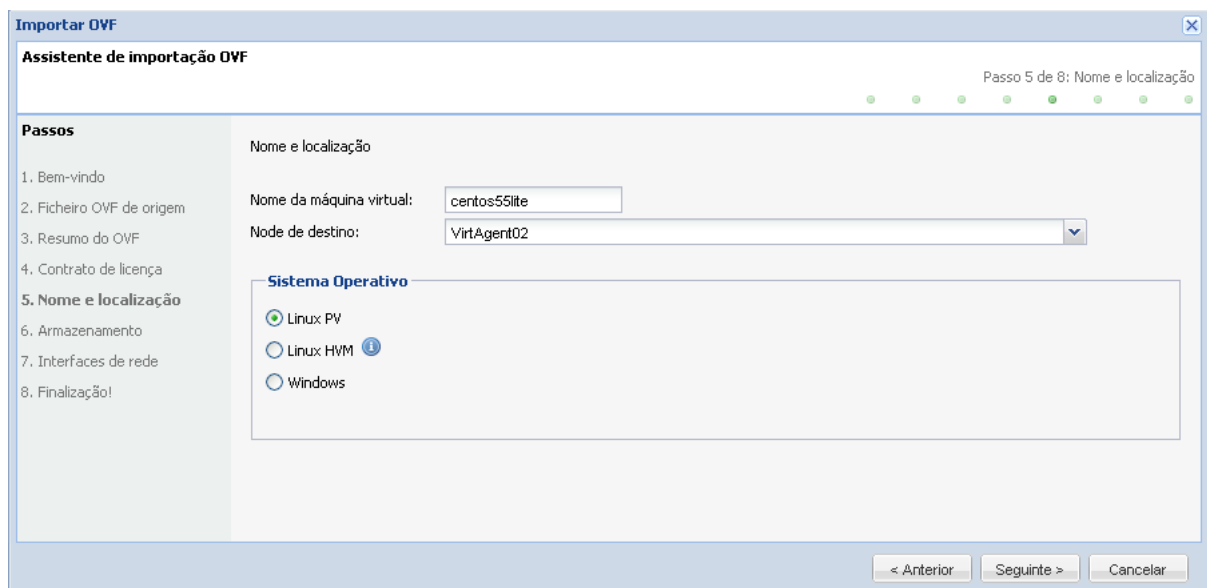 Importar OVF
Assistente de importação OVF
Passo 5 de 8: Nome e localização
Passos
1. Bem-vindo
2. Ficheiro OVF de origem
3. Resumo do OVF
4. Contrato de licença
5. Nome e localização
6. Armazenamento
7. Interfaces de rede
8. Finalização!
Nome e localização
Nome da máquina virtual: centos55lite
Node de destino: VirtAgent02
Sistema Operativo
Linux PV
Linux HVM
Windows
< Anterior Seguinte > Cancelar